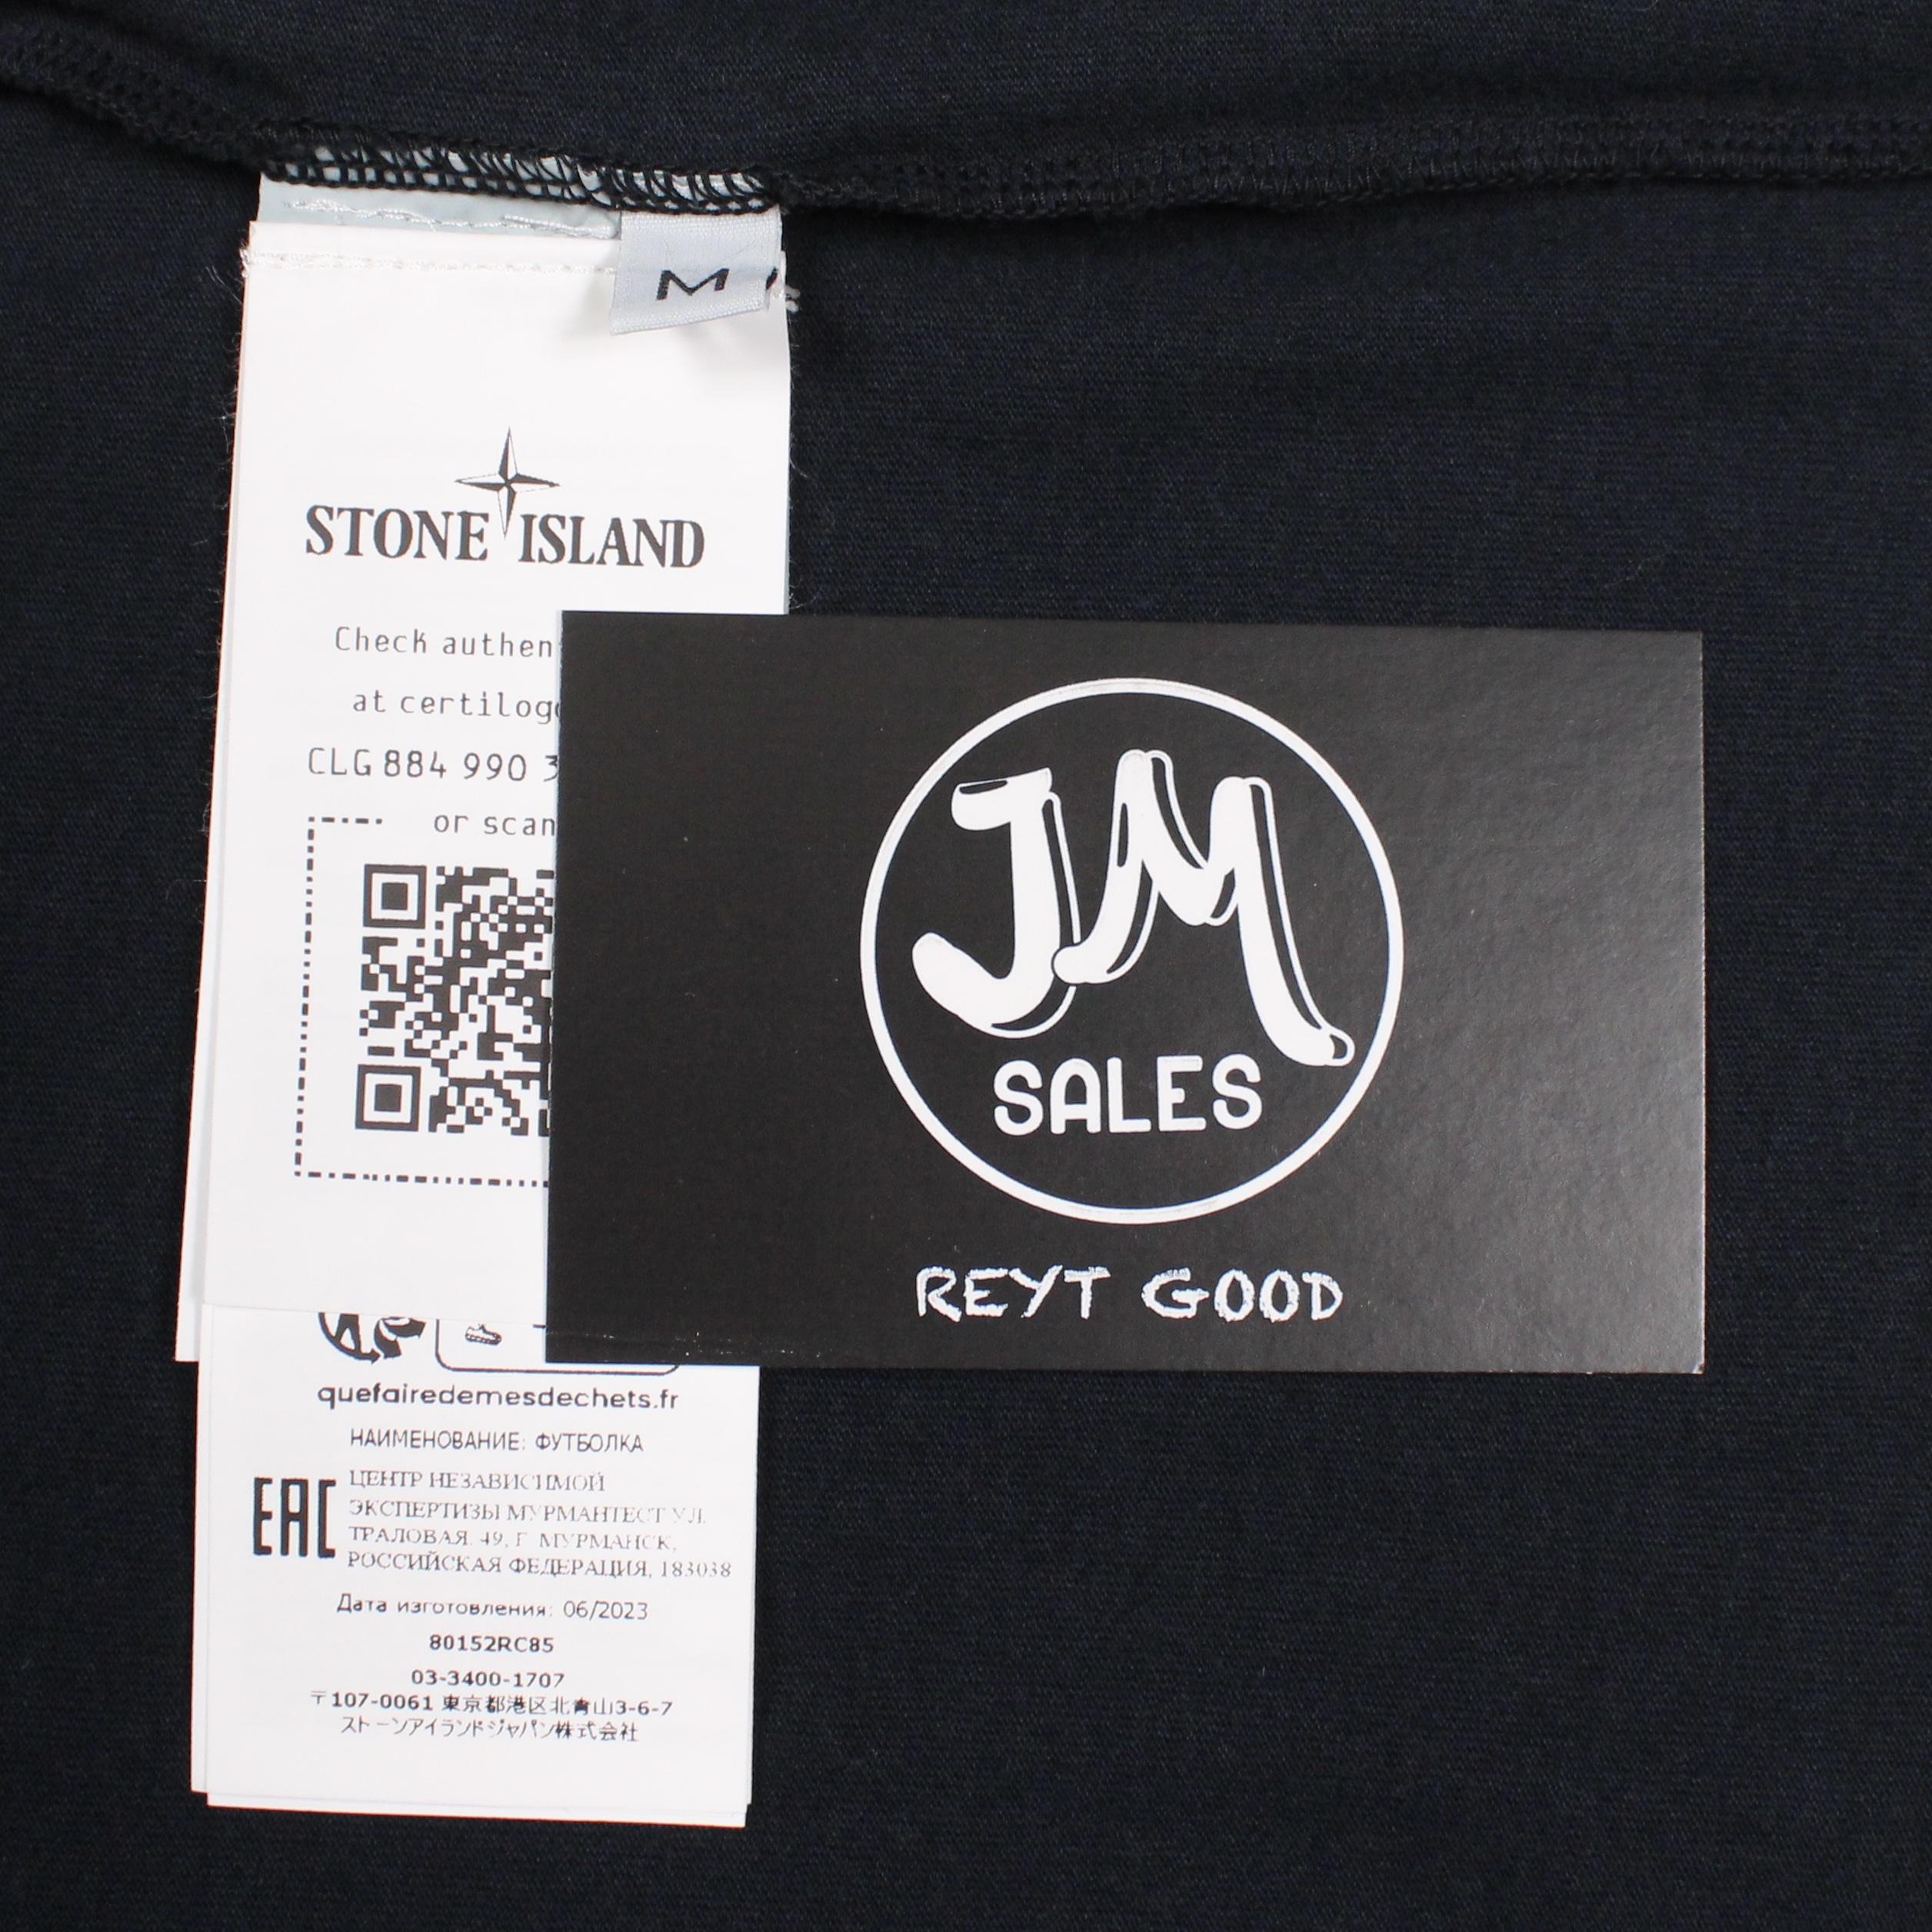 M
STONE ISLAND
Check authen
at certilogo
CLG 884 990 3
or scan
JM
SALES
REYT GOOD
quefairedemesdechets.fr
НАИМЕНОВАНИЕ: ФУТБОЛКА
EAC
ЦЕНТР НЕЗАВИСИМОЙ
ЭКСПЕРТИЗЫ МУРМАНТЕСТ УЛ.
ТРАЛОВАЯ, 49, Г. МУРМАНСК,
РОССИЙСКАЯ ФЕДЕРАЦИЯ, 183038
Дата изготовления: 06/2023
80152RC85
03-3400-1707
〒107-0061 東京都港区北青山3-6-7
ストーンアイランドジャパン株式会社